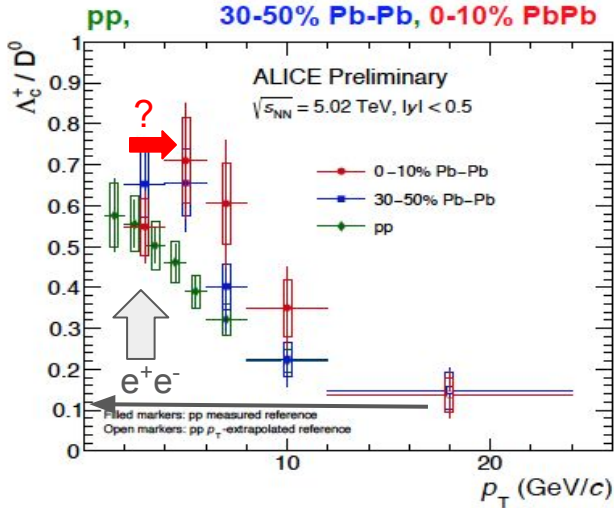 pp, 30-50% Pb-Pb, 0-10% PbPb
Λc+ / D0
1
0.9
0.8
0.7
0.6
0.5
0.4
0.3
0.2
0.1
0
ALICE Preliminary
√sNN = 5.02 TeV, |y| < 0.5
?
0-10% Pb-Pb
30-50% Pb-Pb
pp
e+e-
Filled markers: pp measured reference
Open markers: pp pT-extrapolated reference
10
20
pT (GeV/c)